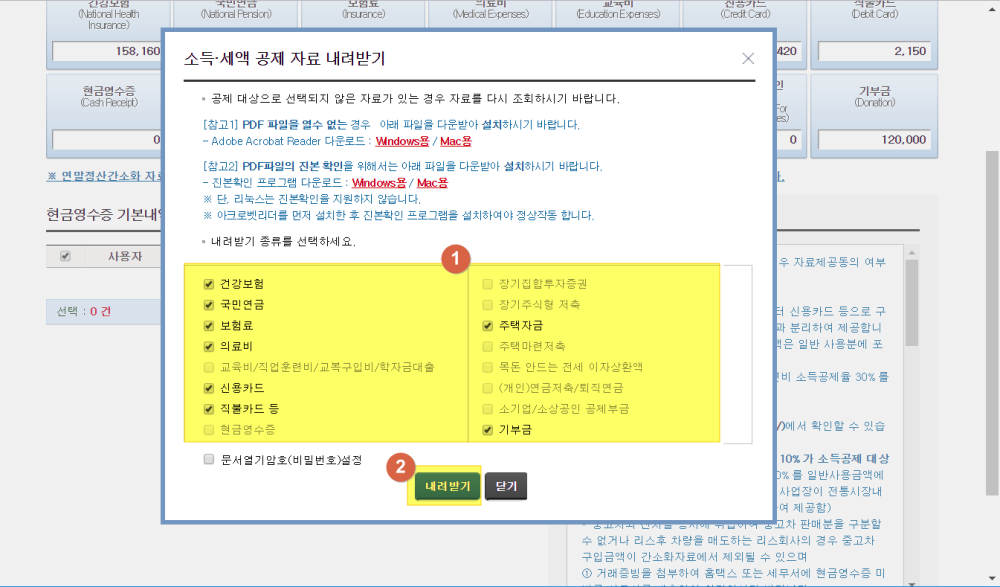 건강보험 국민연금 보험료 의료비 교육비 신용카드 직불카드
(National Health Insurance) (National Pension) (Insurance) (Medical Expenses) (Education Expenses) (Credit Card) (Debit Card)
158,160 420 2,150
현금영수증 기부금
(Cash Receipt) (Donation)
0 0 120,000
※ 연말정산간소화 자료
현금영수증 기본내역
사용자
선택 : 0 건
소득·세액 공제 자료 내려받기
• 공제 대상으로 선택되지 않은 자료가 있는 경우 자료를 다시 조회하시기 바랍니다.
[참고1] PDF 파일을 열수 없는 경우 아래 파일을 다운받아 설치하시기 바랍니다.
- Adobe Acrobat Reader 다운로드 : Windows용 / Mac용
[참고2] PDF파일의 진본 확인을 위해서는 아래 파일을 다운받아 설치하시기 바랍니다.
- 진본확인 프로그램 다운로드 : Windows용 / Mac용
※ 단, 리눅스는 진본확인을 지원하지 않습니다.
※ 아크로벳리더를 먼저 설치한 후 진본확인 프로그램을 설치하여야 정상작동 합니다.
• 내려받기 종류를 선택하세요.
1
건강보험
국민연금
보험료
의료비
교육비/직업훈련비/교복구입비/학자금대출
신용카드
직불카드 등
현금영수증
장기집합투자증권
장기주식형 저축
주택자금
주택마련저축
목돈 안드는 전세 이자상환액
(개인)연금저축/퇴직연금
소기업/소상공인 공제부금
기부금
문서열기암호(비밀번호)설정
2
내려받기 닫기
우 자료제공동의 여부
터 신용카드 등으로 구
과 분리하여 제공합니
액은 일반 사용분에 포
비 소득공제율 30%를
/)에서 확인할 수 있습
10%가 소득공제 대상
0%를 일반사용금액에
사업장이 전통시장내
여 제공함)
수 없거나 리스후 차량을 매도하는 리스회사의 경우 중고차
구입금액이 간소화자료에서 제외될 수 있으며
① 거래증빙을 첨부하여 홈택스 또는 세무서에 현금영수증 미